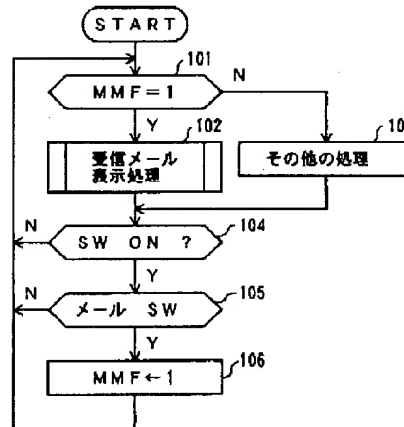 START
101
MMF=1
N
Y
102
受信メール
表示処理
10
その他の処理
104
SW ON ?
N
Y
105
メール SW
N
Y
106
MMF←1